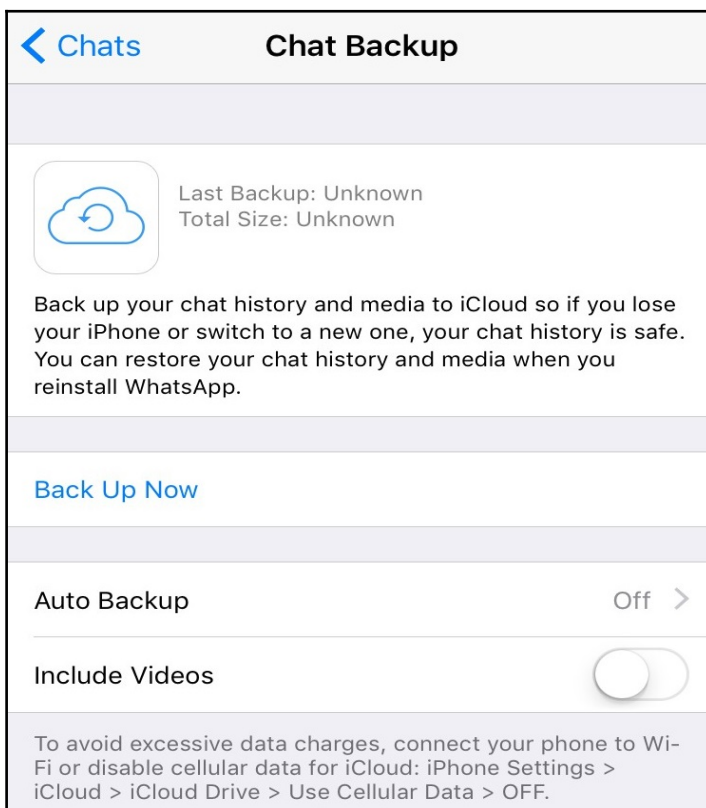 Chats
Chat Backup
Last Backup: Unknown
Total Size: Unknown
Back up your chat history and media to iCloud so if you lose
your iPhone or switch to a new one, your chat history is safe.
You can restore your chat history and media when you
reinstall WhatsApp.
Back Up Now
Auto Backup
Off
Include Videos
To avoid excessive data charges, connect your phone to Wi-
Fi or disable cellular data for iCloud: iPhone Settings >
iCloud > iCloud Drive > Use Cellular Data > OFF.